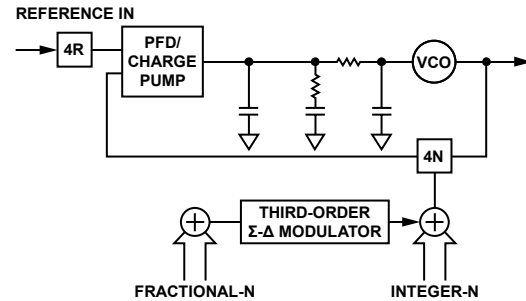 REFERENCE IN
4R
PFD/
CHARGE
PUMP
VCO
4N
THIRD-ORDER
Σ-Δ MODULATOR
FRACTIONAL-N
INTEGER-N